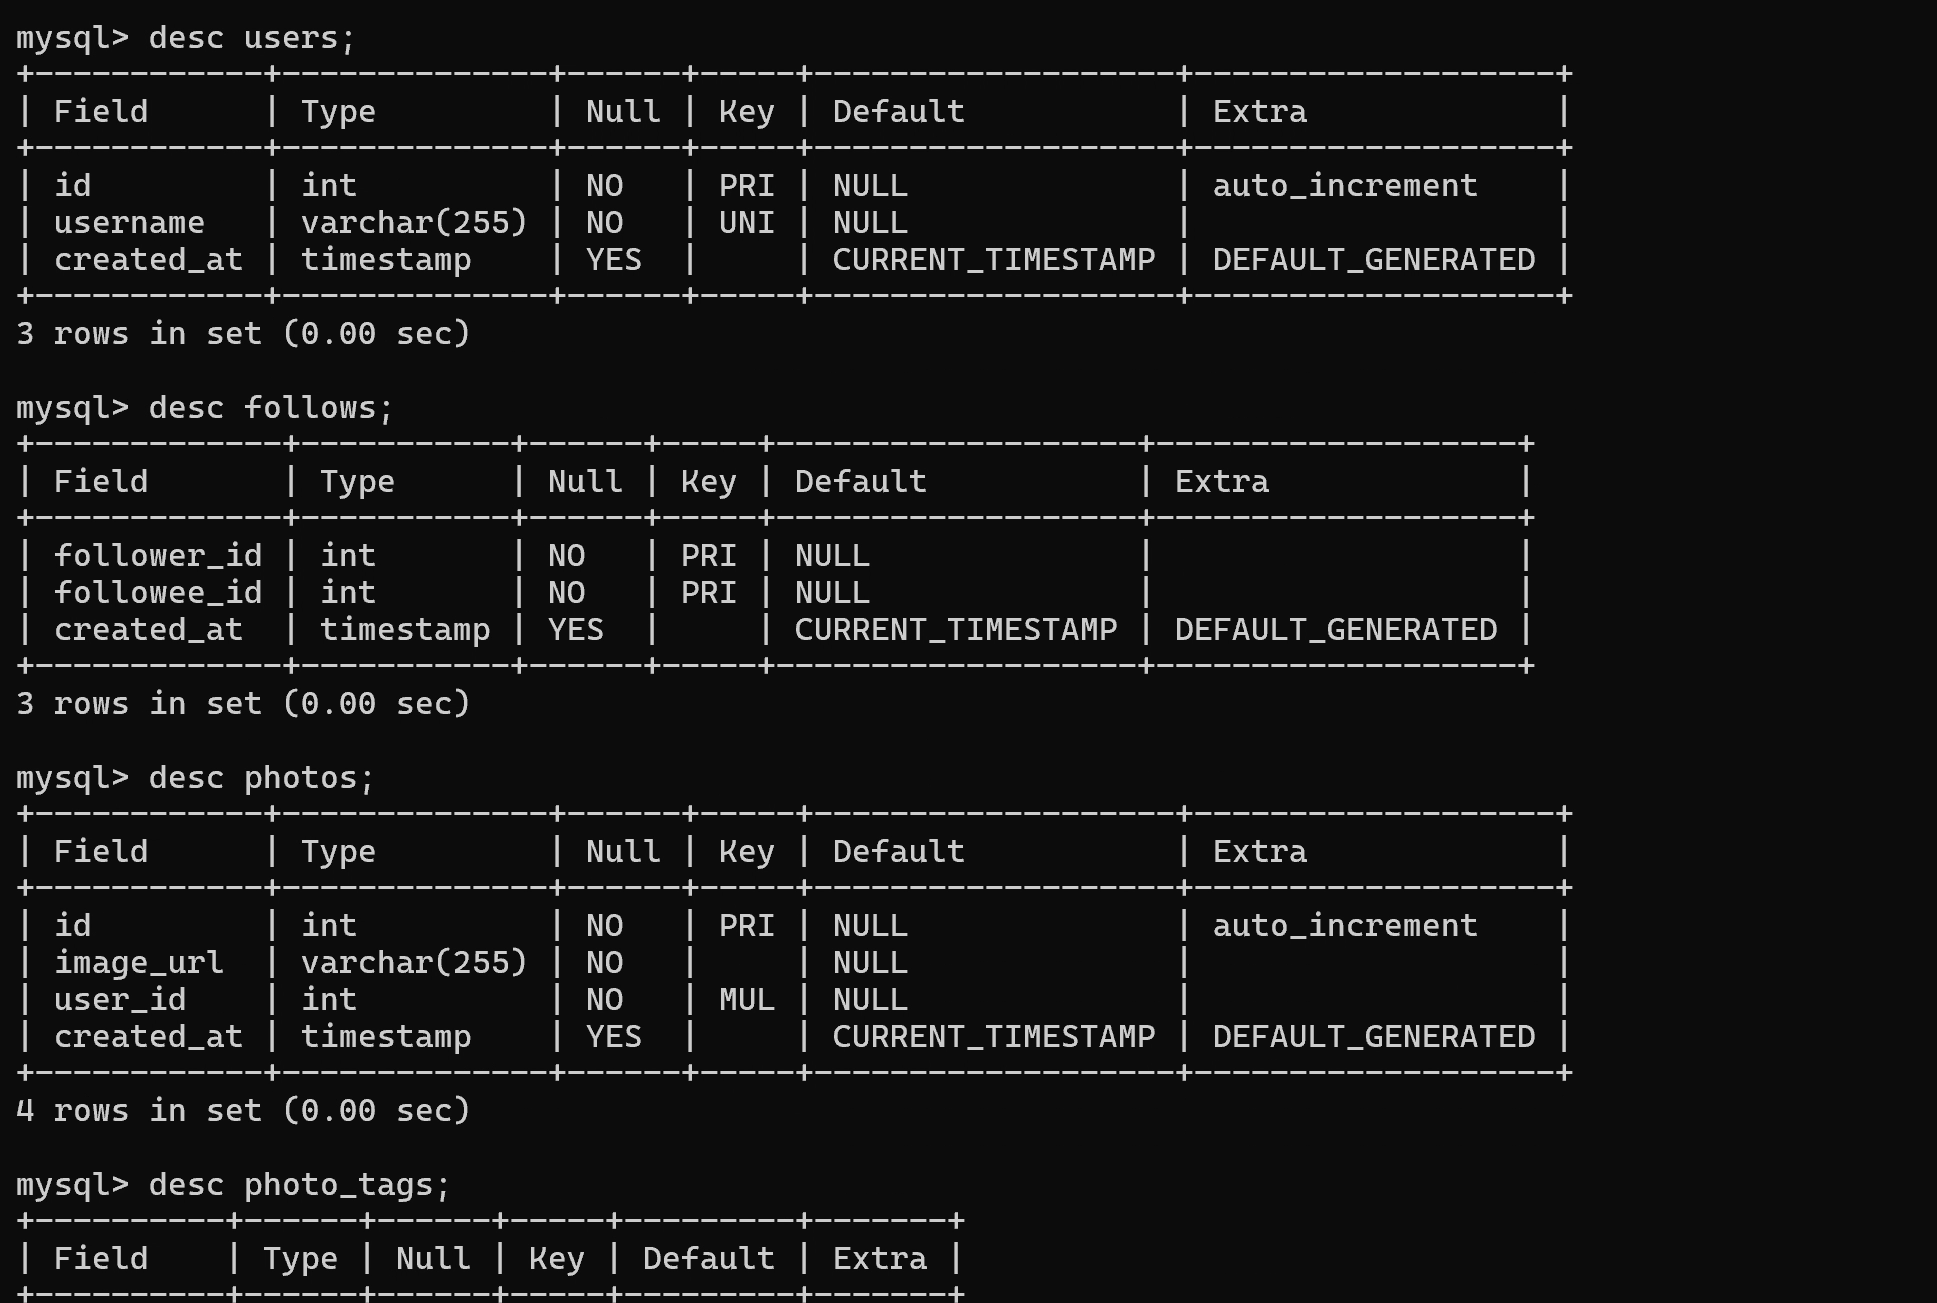 mysql> desc users;
+------------+--------------+------+-----+-------------------+-------------------+
| Field      | Type         | Null | Key | Default           | Extra             |
+------------+--------------+------+-----+-------------------+-------------------+
| id         | int          | NO   | PRI | NULL              | auto_increment    |
| username   | varchar(255) | NO   | UNI | NULL              |                   |
| created_at | timestamp    | YES  |     | CURRENT_TIMESTAMP | DEFAULT_GENERATED |
+------------+--------------+------+-----+-------------------+-------------------+
3 rows in set (0.00 sec)

mysql> desc follows;
+-------------+-----------+------+-----+-------------------+-------------------+
| Field       | Type      | Null | Key | Default           | Extra             |
+-------------+-----------+------+-----+-------------------+-------------------+
| follower_id | int       | NO   | PRI | NULL              |                   |
| followee_id | int       | NO   | PRI | NULL              |                   |
| created_at  | timestamp | YES  |     | CURRENT_TIMESTAMP | DEFAULT_GENERATED |
+-------------+-----------+------+-----+-------------------+-------------------+
3 rows in set (0.00 sec)

mysql> desc photos;
+------------+--------------+------+-----+-------------------+-------------------+
| Field      | Type         | Null | Key | Default           | Extra             |
+------------+--------------+------+-----+-------------------+-------------------+
| id         | int          | NO   | PRI | NULL              | auto_increment    |
| image_url  | varchar(255) | NO   |     | NULL              |                   |
| user_id    | int          | NO   | MUL | NULL              |                   |
| created_at | timestamp    | YES  |     | CURRENT_TIMESTAMP | DEFAULT_GENERATED |
+------------+--------------+------+-----+-------------------+-------------------+
4 rows in set (0.00 sec)

mysql> desc photo_tags;
+----------+------+------+-----+---------+-------+
| Field    | Type | Null | Key | Default | Extra |
+----------+------+------+-----+---------+-------+